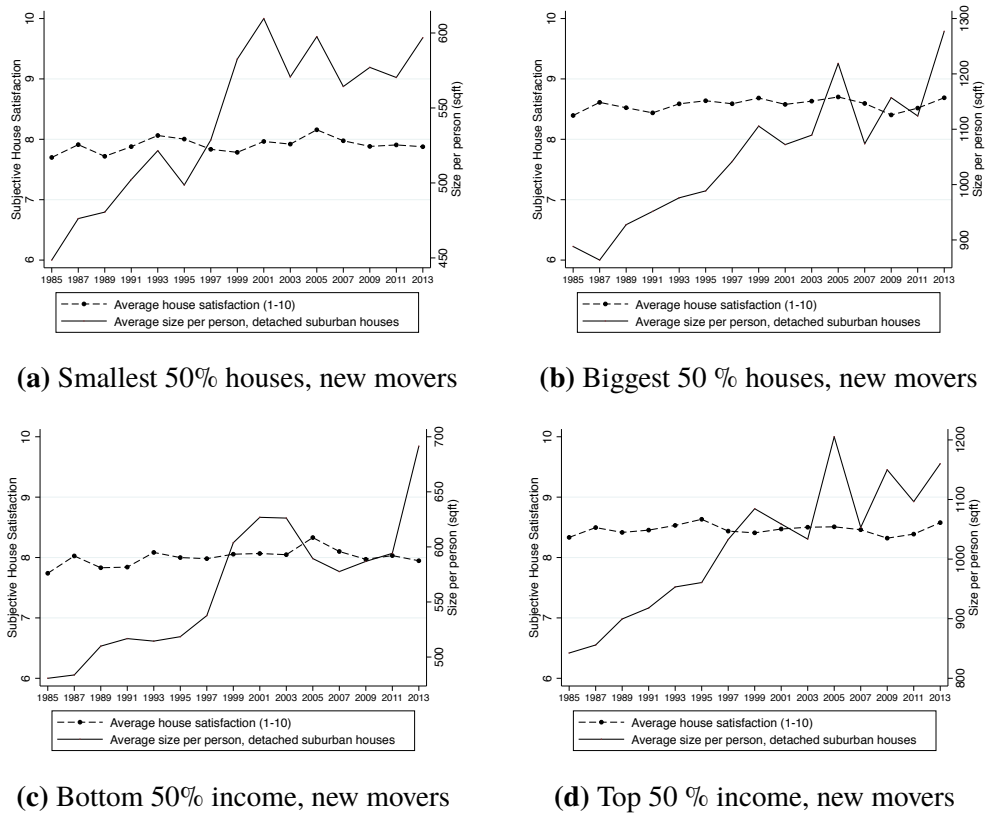 10
9
8
7
6
Subjective House Satisfaction
600
550
500
450
Size per person (sqft)
1985 1987 1989 1991 1993 1995 1997 1999 2001 2003 2005 2007 2009 2011 2013
Average house satisfaction (1-10)
Average size per person, detached suburban houses
(a) Smallest 50% houses, new movers
10
9
8
7
6
Subjective House Satisfaction
1300
1200
1100
1000
900
Size per person (sqft)
1985 1987 1989 1991 1993 1995 1997 1999 2001 2003 2005 2007 2009 2011 2013
Average house satisfaction (1-10)
Average size per person, detached suburban houses
(b) Biggest 50 % houses, new movers
10
9
8
7
6
Subjective House Satisfaction
700
650
600
550
500
Size per person (sqft)
1985 1987 1989 1991 1993 1995 1997 1999 2001 2003 2005 2007 2009 2011 2013
Average house satisfaction (1-10)
Average size per person, detached suburban houses
(c) Bottom 50% income, new movers
10
9
8
7
6
Subjective House Satisfaction
1200
1100
1000
900
800
Size per person (sqft)
1985 1987 1989 1991 1993 1995 1997 1999 2001 2003 2005 2007 2009 2011 2013
Average house satisfaction (1-10)
Average size per person, detached suburban houses
(d) Top 50 % income, new movers